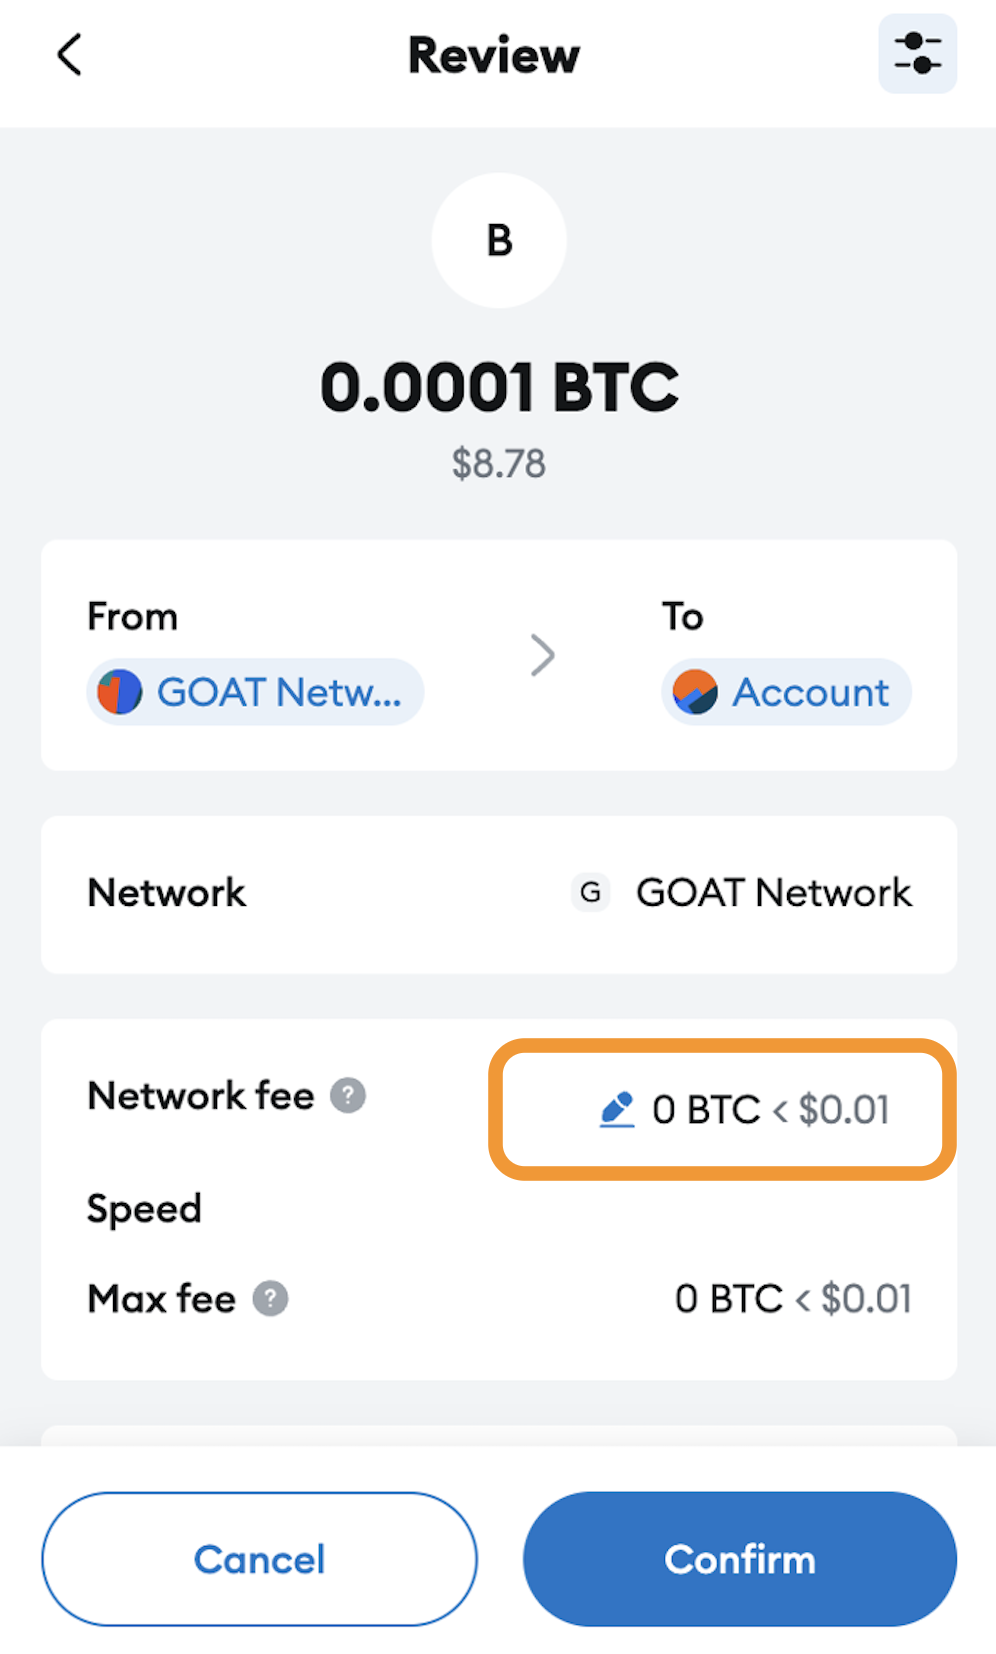 Review
B
0.0001 BTC
$8.78
From
To
GOAT Netw...
Account
Network
G GOAT Network
Network fee ?
0 BTC < $0.01
Speed
Max fee ?
0 BTC < $0.01
Cancel
Confirm